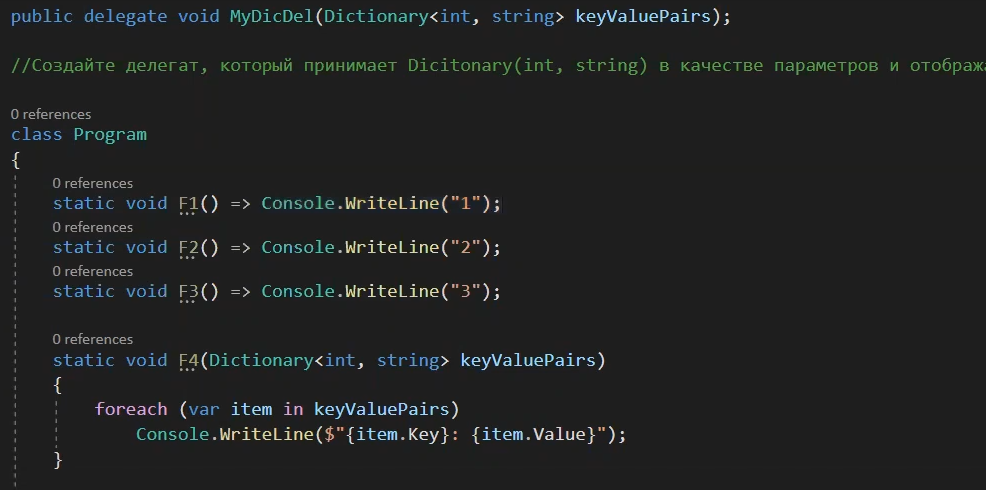 public delegate void MyDicDel(Dictionary<int, string> keyValuePairs);
//Создайте делегат, который принимает Dicitonary(int, string) в качестве параметров и отобража
0 references
class Program
{
0 references
static void F1() => Console.WriteLine("1");
0 references
static void F2() => Console.WriteLine("2");
0 references
static void F3() => Console.WriteLine("3");
0 references
static void F4(Dictionary<int, string> keyValuePairs)
{
foreach (var item in keyValuePairs)
Console.WriteLine($"{item.Key}: {item.Value}");
}